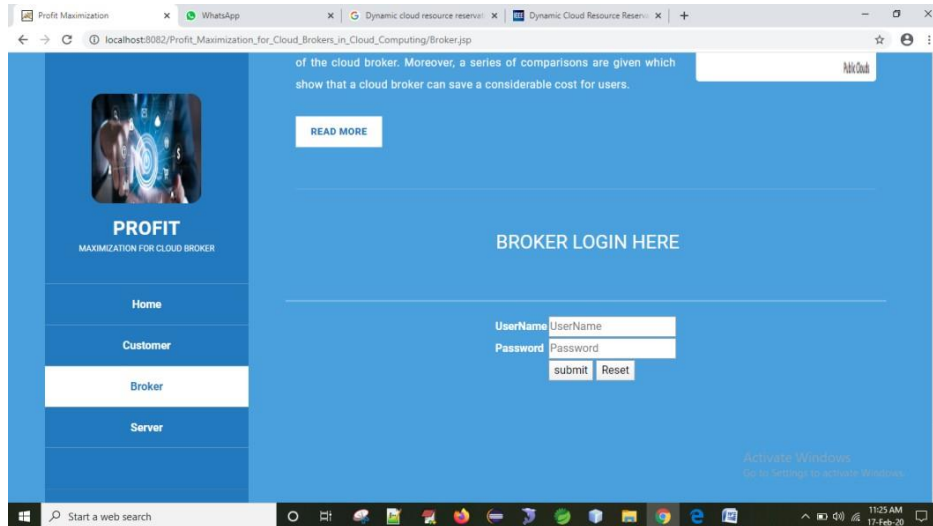 Profit Maximization
WhatsApp
Dynamic cloud resource reservat
Dynamic Cloud Resource Reserva
localhost:8082/Profit_Maximization_for_Cloud_Brokers_in_Cloud_Computing/Broker.jsp
of the cloud broker. Moreover, a series of comparisons are given which
show that a cloud broker can save a considerable cost for users.
Public Clouds
READ MORE
PROFIT
MAXIMIZATION FOR CLOUD BROKER
Home
Customer
Broker
Server
BROKER LOGIN HERE
UserName UserName
Password Password
submit Reset
Activate Windows
Go to Settings to activate Windows.
Start a web search
11:25 AM
17-Feb-20